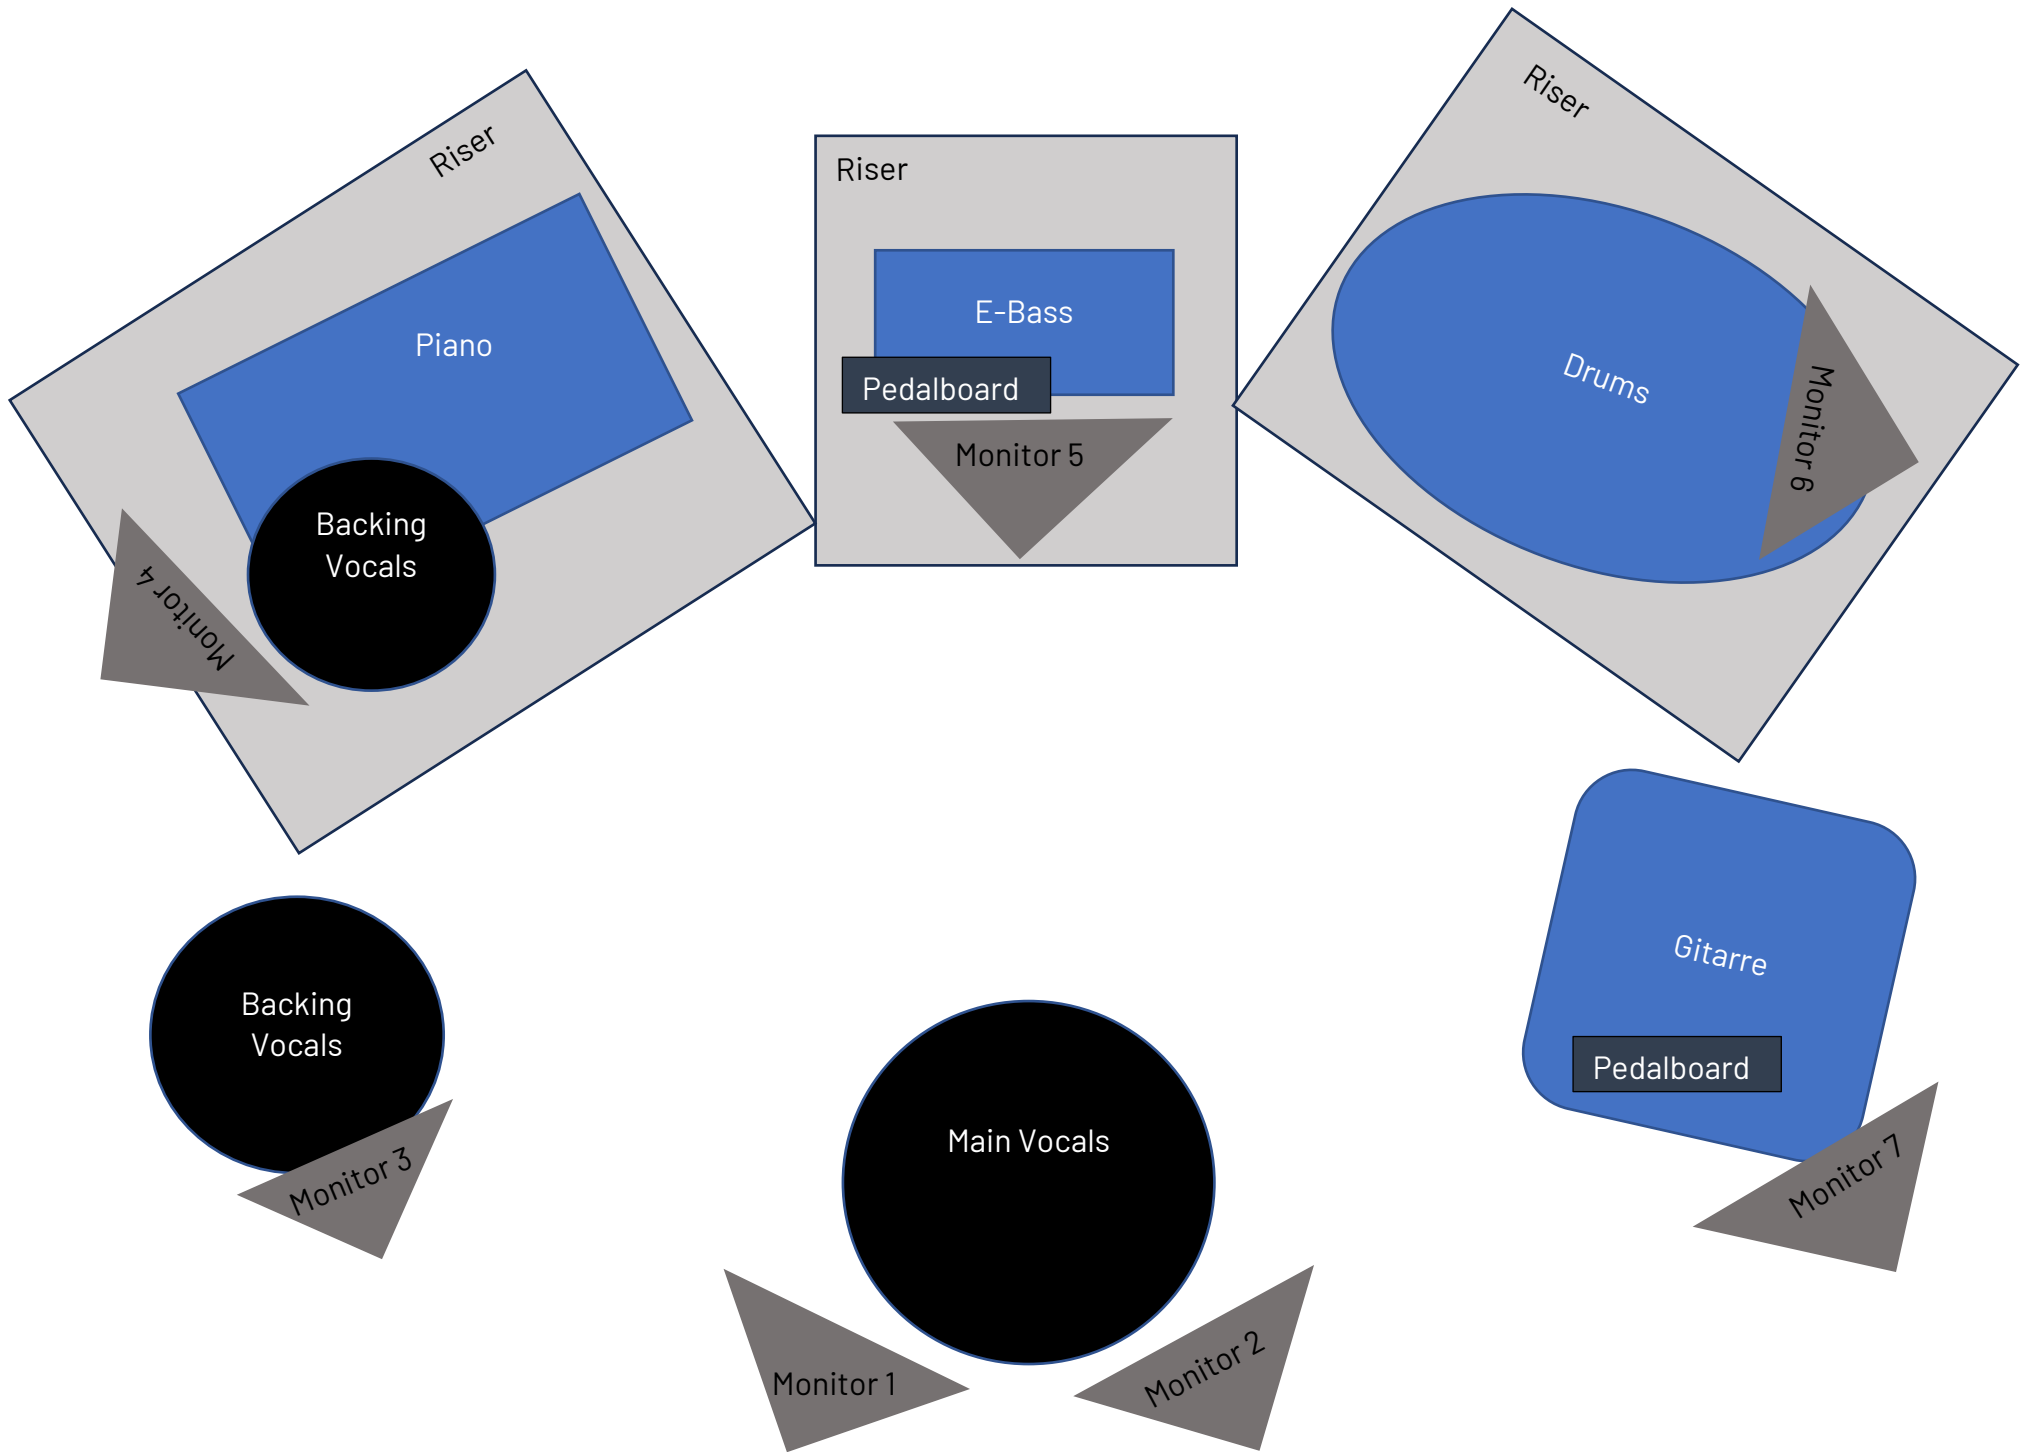 Riser
Piano
Backing
Vocals
Monitor 4
Riser
E-Bass
Pedalboard
Monitor 5
Riser
Drums
Monitor 6
Backing
Vocals
Monitor 3
Main Vocals
Monitor 1
Monitor 2
Gitarre
Pedalboard
Monitor 7